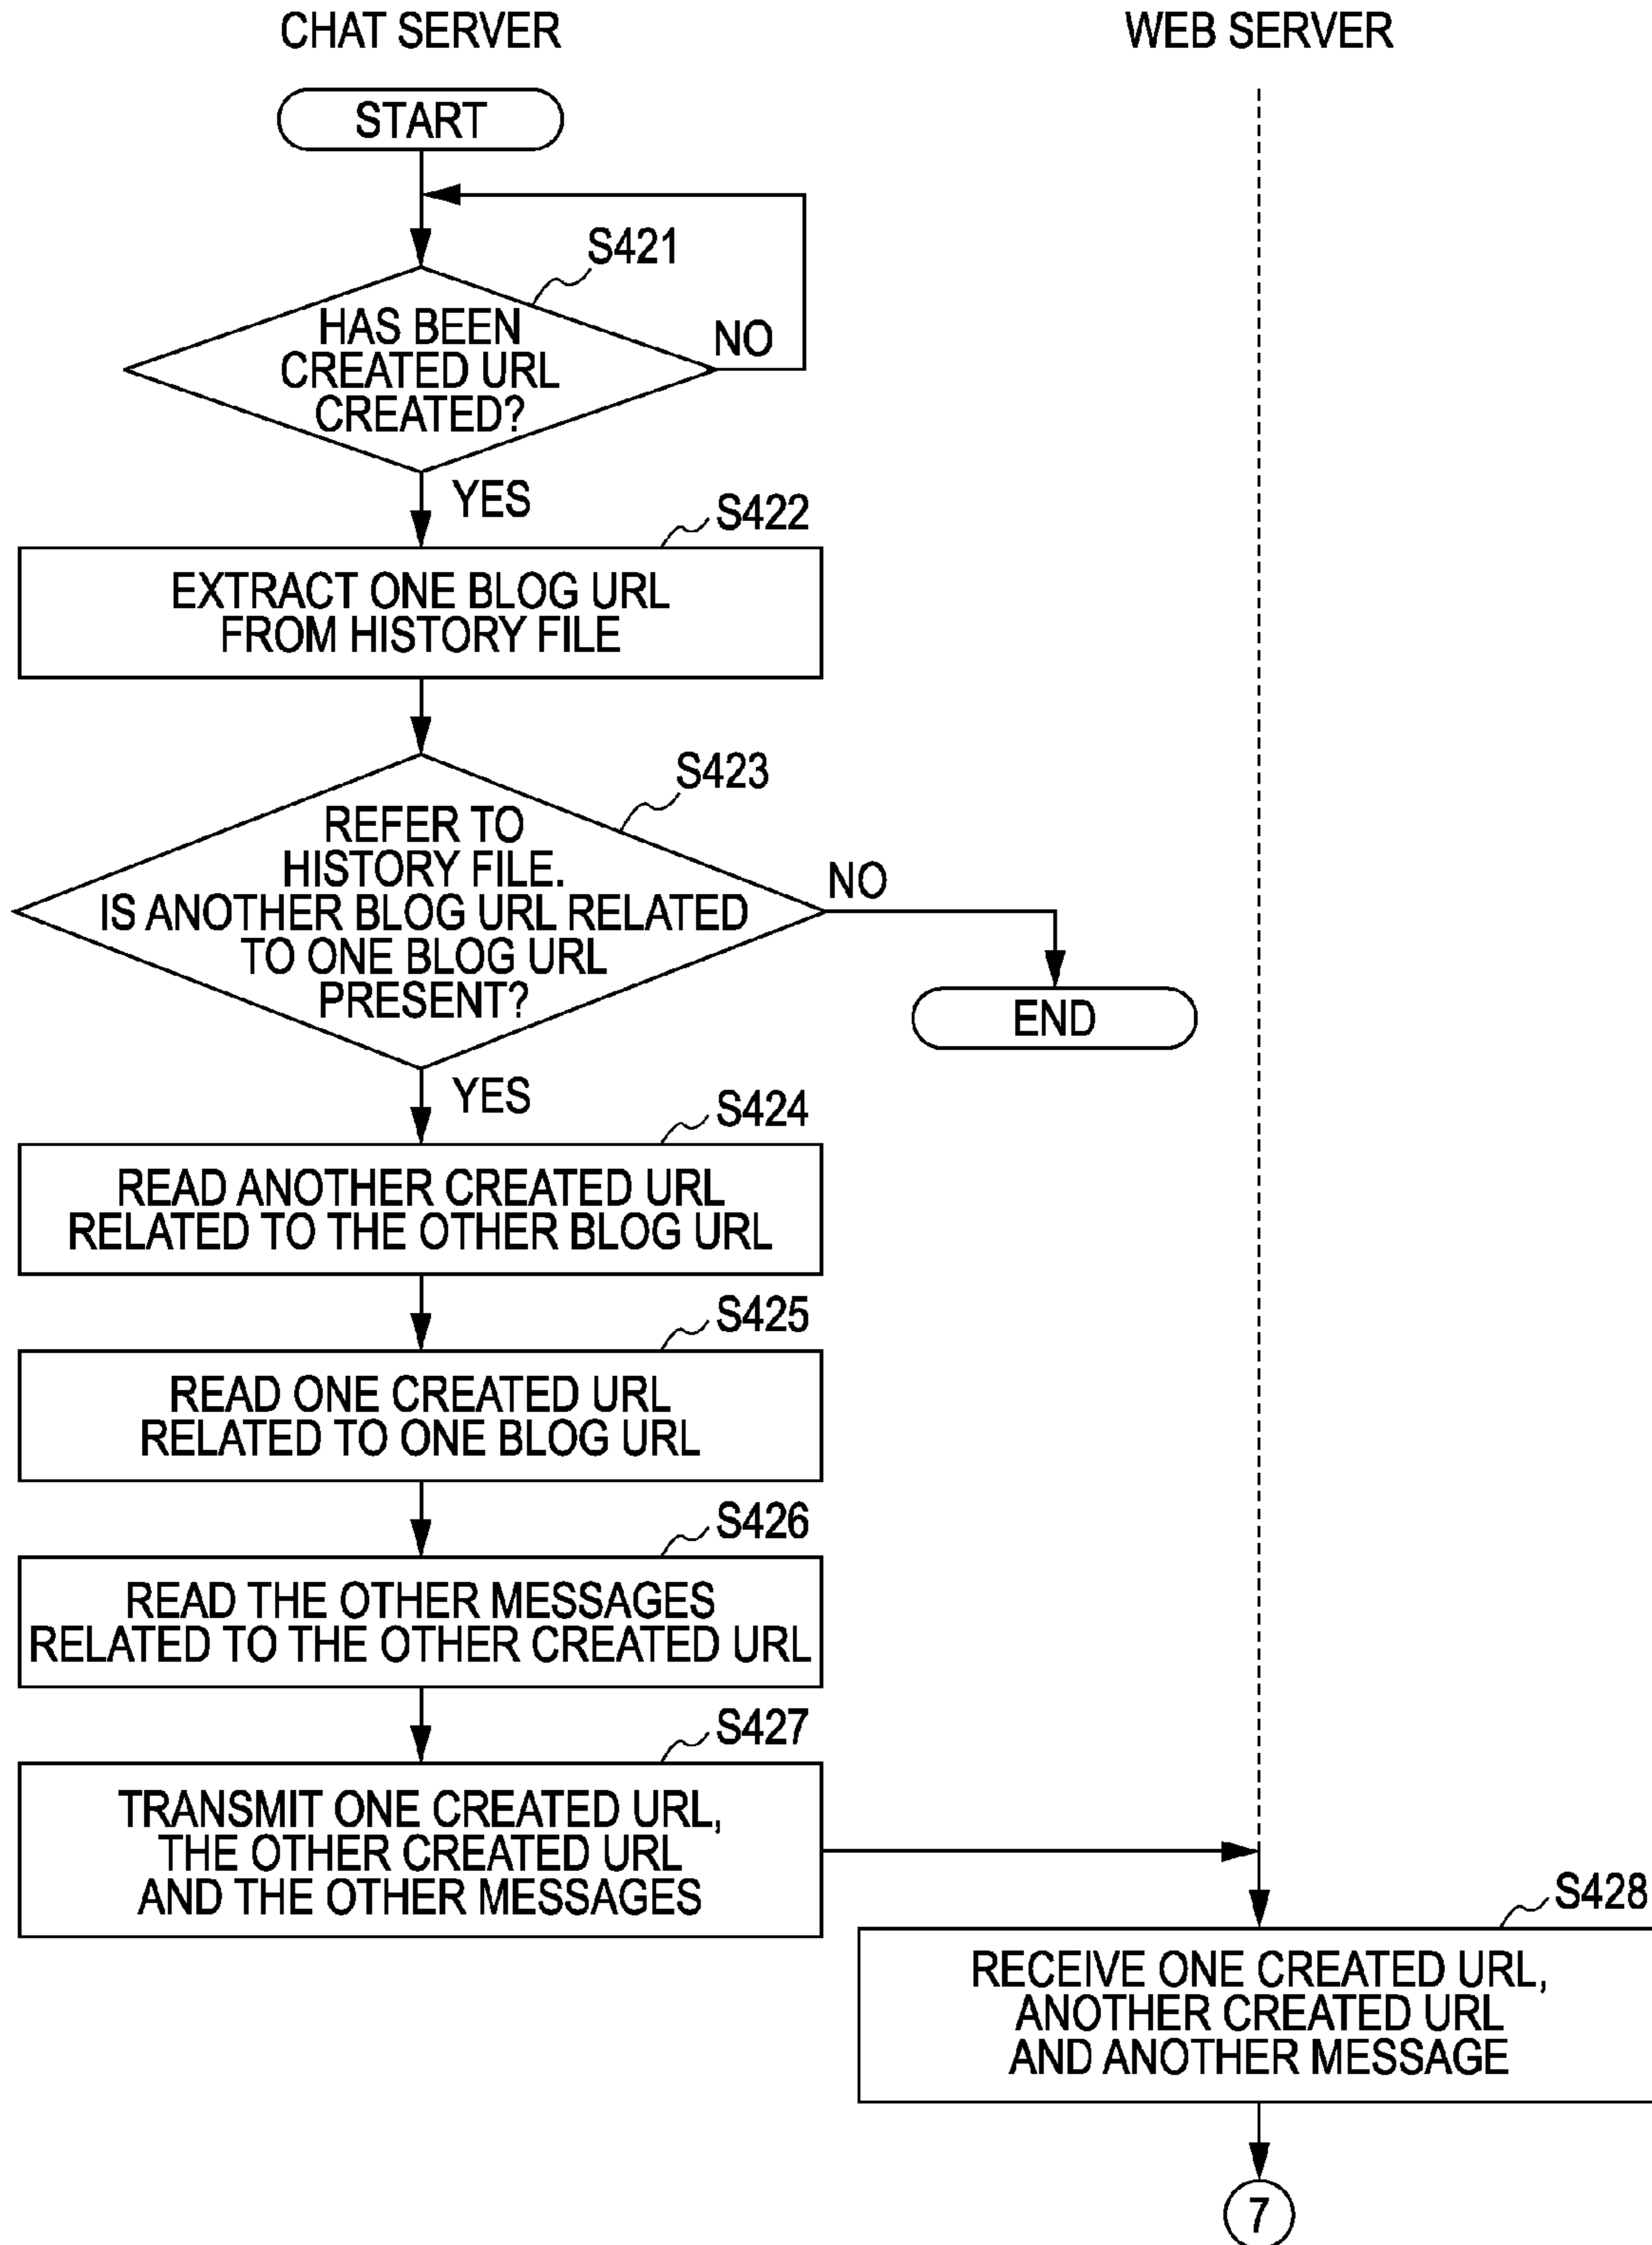 CHAT SERVER
WEB SERVER
START
S421
HAS BEEN
CREATED URL
CREATED?
NO
YES
S422
EXTRACT ONE BLOG URL
FROM HISTORY FILE
S423
REFER TO
HISTORY FILE.
IS ANOTHER BLOG URL RELATED
TO ONE BLOG URL
PRESENT?
NO
END
YES
S424
READ ANOTHER CREATED URL
RELATED TO THE OTHER BLOG URL
S425
READ ONE CREATED URL
RELATED TO ONE BLOG URL
S426
READ THE OTHER MESSAGES
RELATED TO THE OTHER CREATED URL
S427
TRANSMIT ONE CREATED URL,
THE OTHER CREATED URL
AND THE OTHER MESSAGES
S428
RECEIVE ONE CREATED URL,
ANOTHER CREATED URL
AND ANOTHER MESSAGE
7